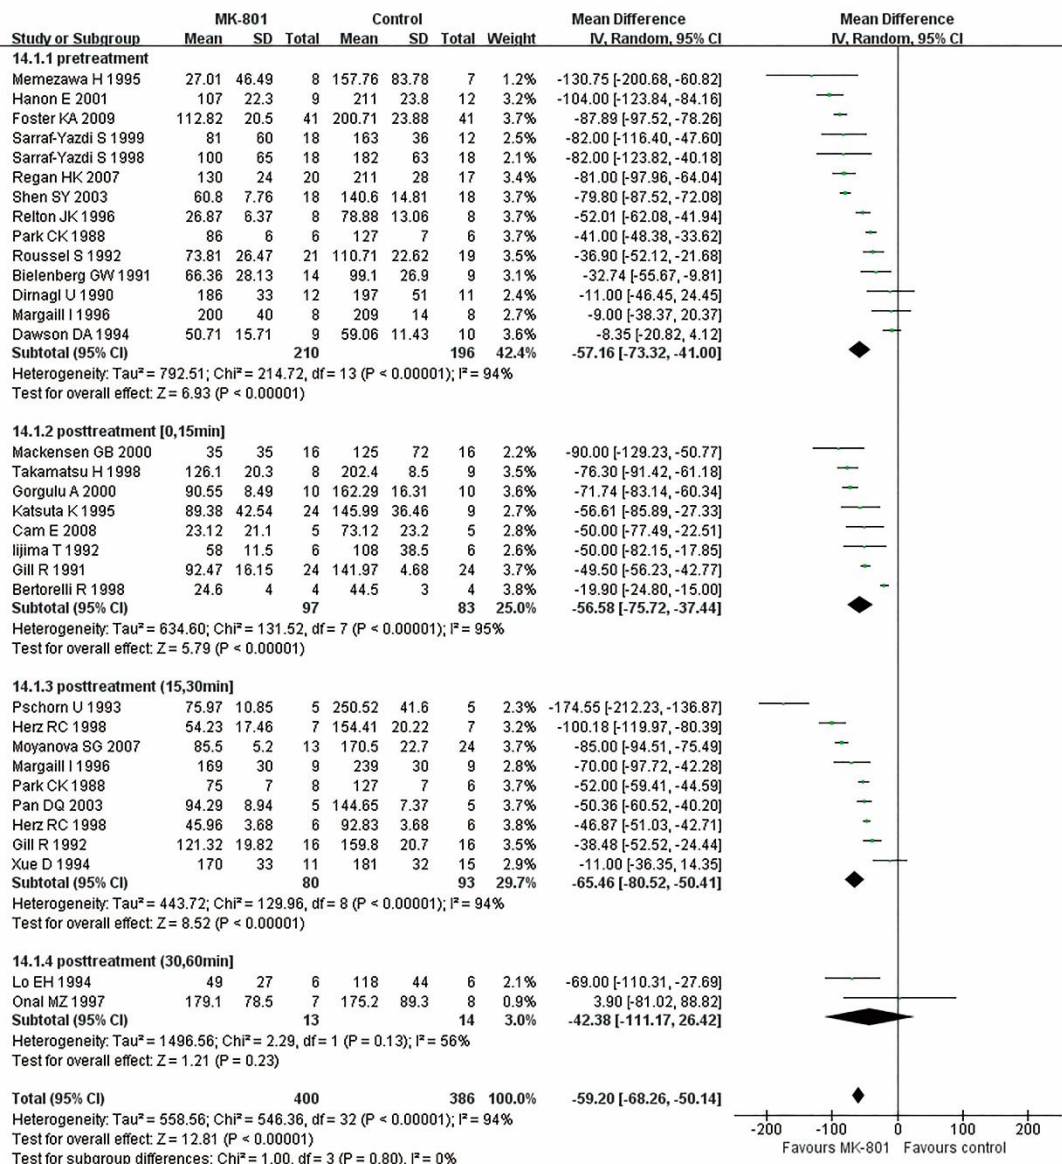 MK-801 Control Mean Difference Mean Difference
Study or Subgroup Mean SD Total Mean SD Total Weight IV, Random, 95% CI IV, Random, 95% CI
14.1.1 pretreatment
Memezawa H 1995 27.01 46.49 8 157.76 83.78 7 1.2% -130.75 [-200.68, -60.82]
Hanon E 2001 107 22.3 9 211 23.8 12 3.2% -104.00 [-123.84, -84.16]
Foster KA 2009 112.82 20.5 41 200.71 23.88 41 3.6% -87.89 [-97.52, -78.26]
Sarraf-Yazdi S 1999 81 60 18 163 36 12 2.5% -82.00 [-116.40, -47.60]
Sarraf-Yazdi S 1998 100 65 18 182 63 18 2.1% -82.00 [-123.82, -40.18]
Regan HK 2007 130 24 20 211 28 17 3.4% -81.00 [-97.96, -64.04]
Shen SY 2003 60.8 7.76 18 140.6 14.81 18 3.7% -79.80 [-87.52, -72.08]
Relton JK 1996 26.87 6.37 8 78.88 13.06 8 3.6% -52.01 [-62.08, -41.94]
Park CK 1988 86 6 6 127 7 6 3.7% -41.00 [-48.38, -33.62]
Roussel S 1992 73.81 26.47 21 110.71 22.62 19 3.4% -36.90 [-52.12, -21.68]
Bielenberg GW 1991 66.36 28.13 14 99.1 26.9 9 3.1% -32.74 [-55.67, -9.81]
Dirnagl U 1990 186 33 12 197 51 11 2.4% -11.00 [-46.45, 24.45]
Margaill I 1996 200 40 8 209 14 8 2.7% -9.00 [-38.37, 20.37]
Dawson DA 1994 50.71 15.71 9 59.06 11.43 10 3.6% -8.35 [-20.82, 4.12]
Subtotal (95% CI) 210 196 42.4% -57.16 [-73.32, -41.00]
Heterogeneity: Tau² = 792.51; Chi² = 214.72, df = 13 (P < 0.00001); I² = 94%
Test for overall effect: Z = 6.93 (P < 0.00001)
14.1.2 posttreatment [0,15min]
Mackensen GB 2000 35 35 16 125 72 16 2.2% -90.00 [-129.23, -50.77]
Takamatsu H 1998 126.1 20.3 8 202.4 8.5 9 3.5% -76.30 [-91.42, -61.18]
Gorgulu A 2000 90.55 8.49 10 162.29 16.31 10 3.6% -71.74 [-83.14, -60.34]
Katsuta K 1995 89.38 42.54 24 145.99 36.46 9 2.7% -56.61 [-85.89, -27.33]
Cam E 2008 23.12 21.1 5 73.12 23.2 5 2.8% -50.00 [-77.49, -22.51]
Iijima T 1992 58 11.5 6 108 38.5 6 2.6% -50.00 [-82.15, -17.85]
Gill R 1991 92.47 16.15 24 141.97 4.68 24 3.7% -49.50 [-56.23, -42.77]
Bertorelli R 1998 24.6 4 4 44.5 3 4 3.8% -19.90 [-24.80, -15.00]
Subtotal (95% CI) 97 83 25.0% -56.58 [-75.72, -37.44]
Heterogeneity: Tau² = 634.60; Chi² = 131.52, df = 7 (P < 0.00001); I² = 95%
Test for overall effect: Z = 5.79 (P < 0.00001)
14.1.3 posttreatment (15,30min]
Pschorn U 1993 75.97 10.85 5 250.52 41.6 5 2.3% -174.55 [-212.23, -136.87]
Herz RC 1998 54.23 17.46 7 154.41 20.22 7 3.2% -100.18 [-119.97, -80.39]
Moyanova SG 2007 85.5 5.2 13 170.5 22.7 24 3.7% -85.00 [-94.51, -75.49]
Margaill I 1996 169 30 9 239 30 9 2.8% -70.00 [-97.72, -42.28]
Park CK 1988 75 7 8 127 7 6 3.7% -52.00 [-59.41, -44.59]
Pan DQ 2003 94.29 8.94 5 144.65 7.37 5 3.6% -50.36 [-60.52, -40.20]
Herz RC 1998 45.96 3.68 6 92.83 3.68 6 3.8% -46.87 [-51.03, -42.71]
Gill R 1992 121.32 19.82 16 159.8 20.7 16 3.5% -38.48 [-52.52, -24.44]
Xue D 1994 170 33 11 181 32 15 2.9% -11.00 [-36.35, 14.35]
Subtotal (95% CI) 80 93 29.7% -65.46 [-80.52, -50.41]
Heterogeneity: Tau² = 443.72; Chi² = 129.96, df = 8 (P < 0.00001); I² = 94%
Test for overall effect: Z = 8.52 (P < 0.00001)
14.1.4 posttreatment (30,60min]
Lo EH 1994 49 27 6 118 44 6 2.1% -69.00 [-110.31, -27.69]
Onal MZ 1997 179.1 78.5 7 175.2 89.3 8 0.9% 3.90 [-81.02, 88.82]
Subtotal (95% CI) 13 14 3.0% -42.38 [-111.17, 26.42]
Heterogeneity: Tau² = 1496.56; Chi² = 2.29, df = 1 (P = 0.13); I² = 56%
Test for overall effect: Z = 1.21 (P = 0.23)
Total (95% CI) 400 386 100.0% -59.20 [-68.26, -50.14]
Heterogeneity: Tau² = 558.56; Chi² = 546.36, df = 32 (P < 0.00001); I² = 94%
Test for overall effect: Z = 12.81 (P < 0.00001)
Test for subgroup differences: Chi² = 1.00, df = 3 (P = 0.80), I² = 0%
-200 -100 0 100 200
Favours MK-801 Favours control